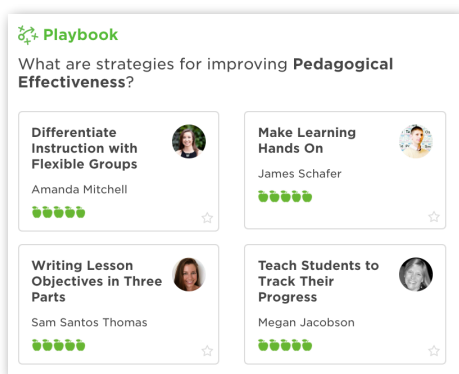 Playbook
What are strategies for improving Pedagogical
Effectiveness?
Differentiate
Instruction with
Flexible Groups
Amanda Mitchell
Make Learning
Hands On
James Schafer
Writing Lesson
Objectives in Three
Parts
Sam Santos Thomas
Teach Students to
Track Their
Progress
Megan Jacobson